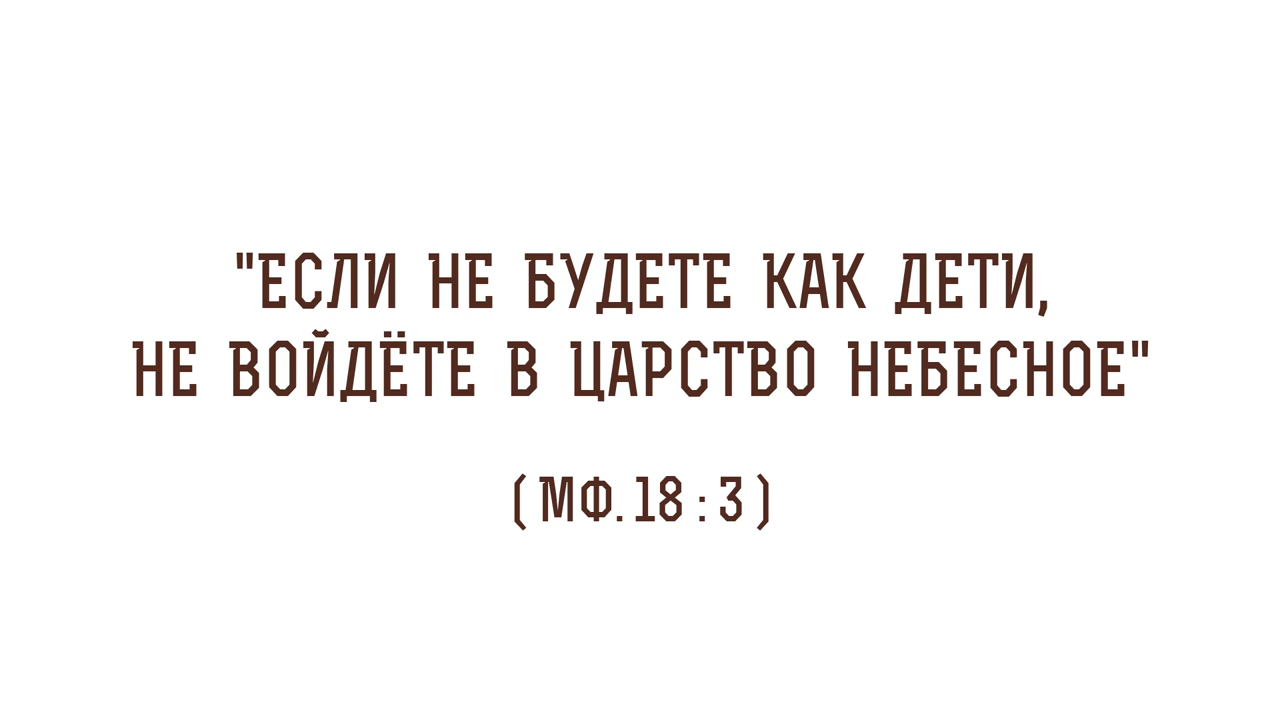 "ЕСЛИ НЕ БУДЕТЕ КАК ДЕТИ,
НЕ ВОЙДЁТЕ В ЦАРСТВО НЕБЕСНОЕ"
(МФ.18:3)